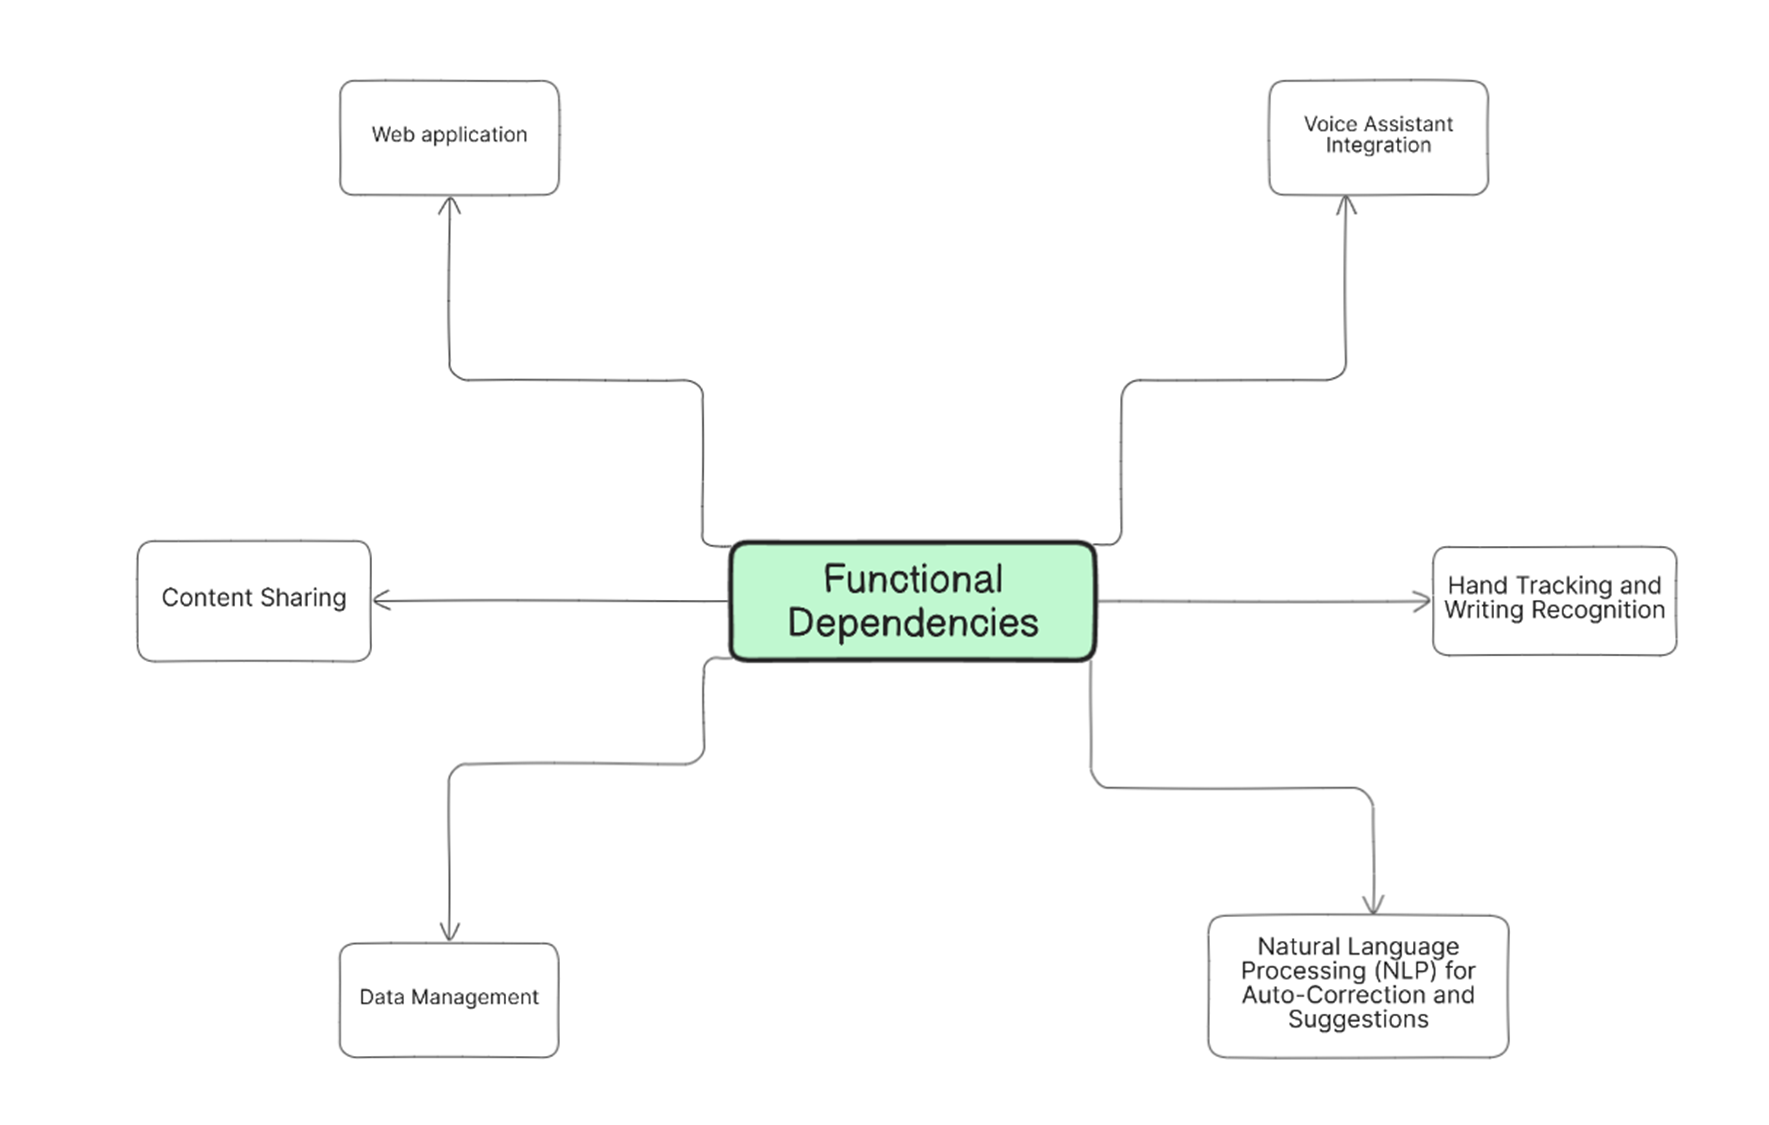 Web application
Voice Assistant
Integration
Content Sharing
Functional
Dependencies
Hand Tracking and
Writing Recognition
Data Management
Natural Language
Processing (NLP) for
Auto-Correction and
Suggestions